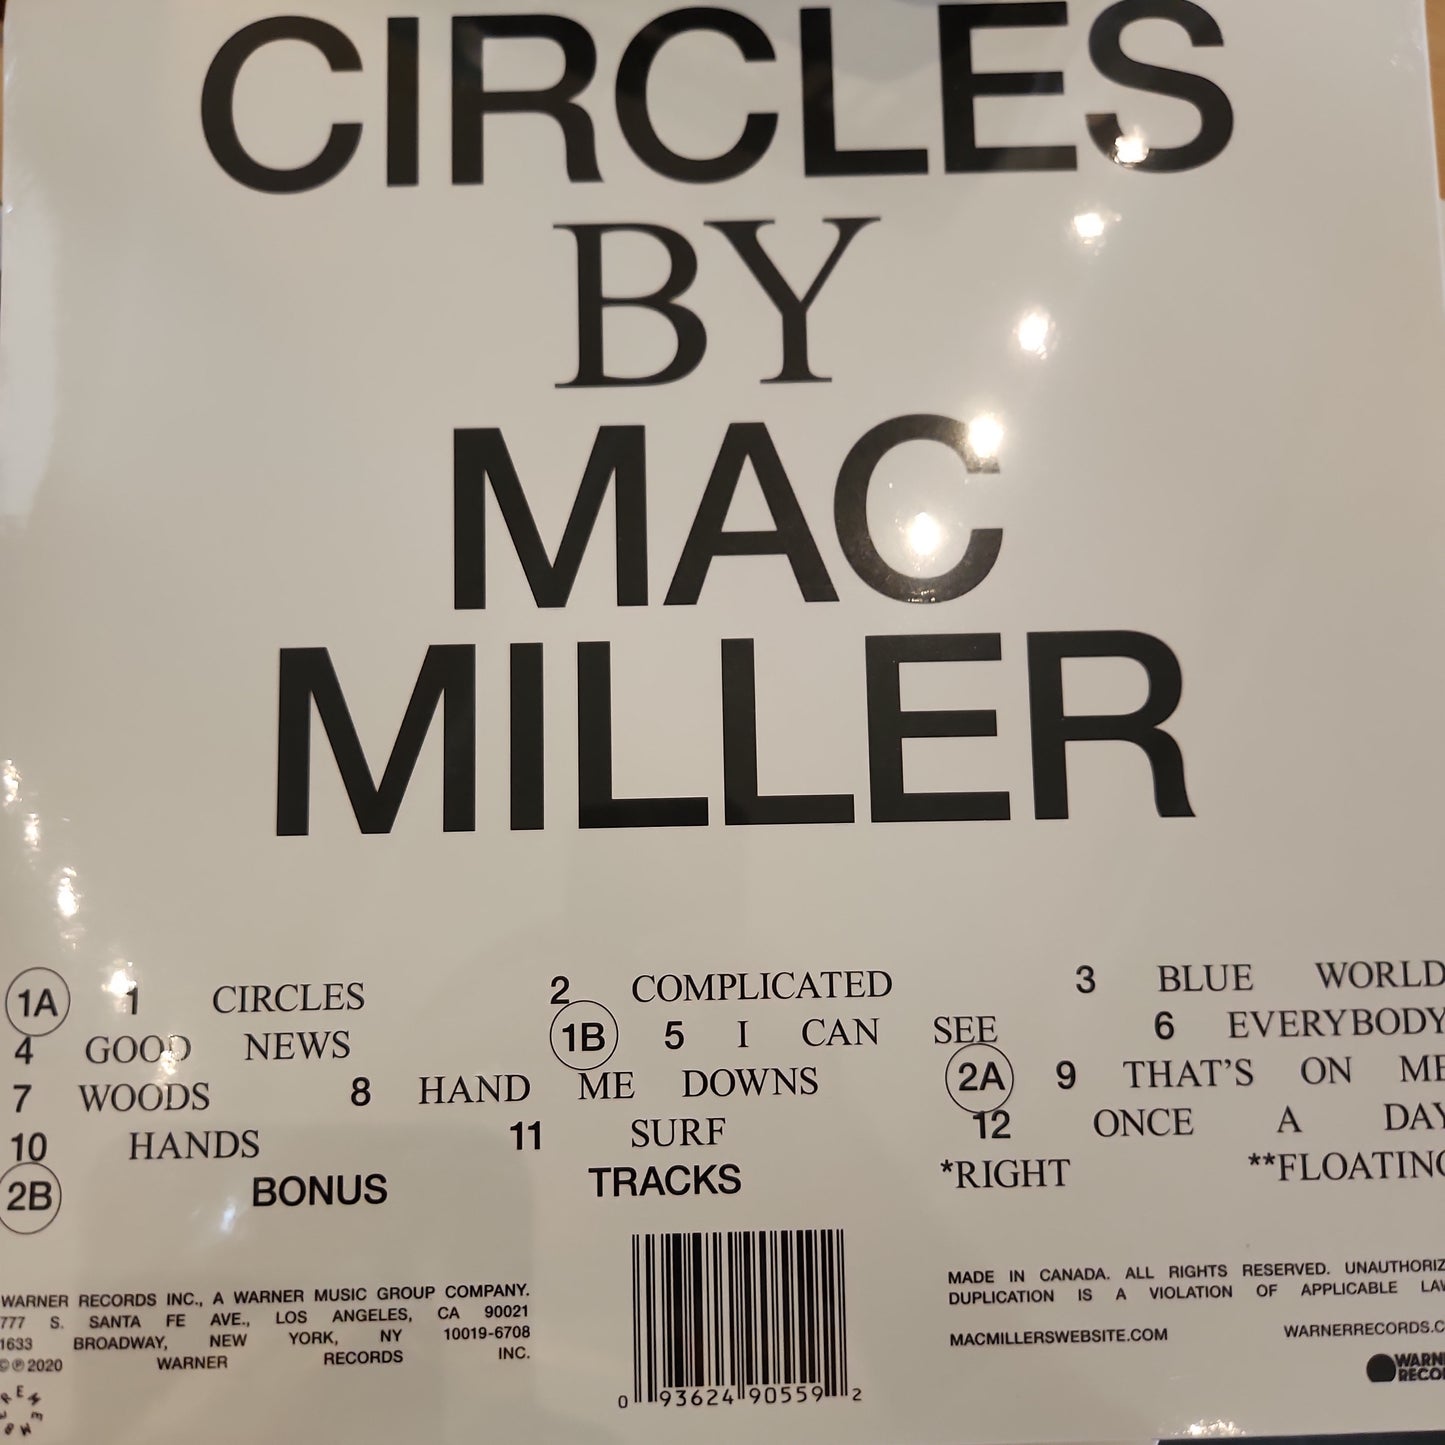 CIRCLES
BY
MAC
MILLER
1A 1 CIRCLES 2 COMPLICATED 3 BLUE WORLD
4 GOOD NEWS 1B 5 I CAN SEE 6 EVERYBODY
7 WOODS 8 HAND ME DOWNS 2A 9 THAT'S ON ME
10 HANDS 11 SURF 12 ONCE A DAY
2B BONUS TRACKS *RIGHT **FLOATING
WARNER RECORDS INC., A WARNER MUSIC GROUP COMPANY.
777 S. SANTA FE AVE., LOS ANGELES, CA 90021
1633 BROADWAY, NEW YORK, NY 10019-6708
©℗ 2020 WARNER RECORDS INC.
0 93624 90559 2
MADE IN CANADA. ALL RIGHTS RESERVED. UNAUTHORIZ
DUPLICATION IS A VIOLATION OF APPLICABLE LAW
MACMILLERSWEBSITE.COM WARNERRECORDS.C
WARNE
RECOR
REMEMBER